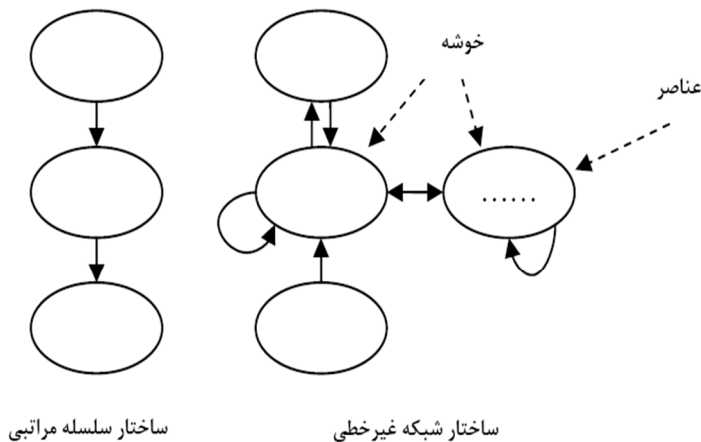 خوشه
عناصر
......
ساختار شبکه غیرخطی
ساختار سلسله مراتبی